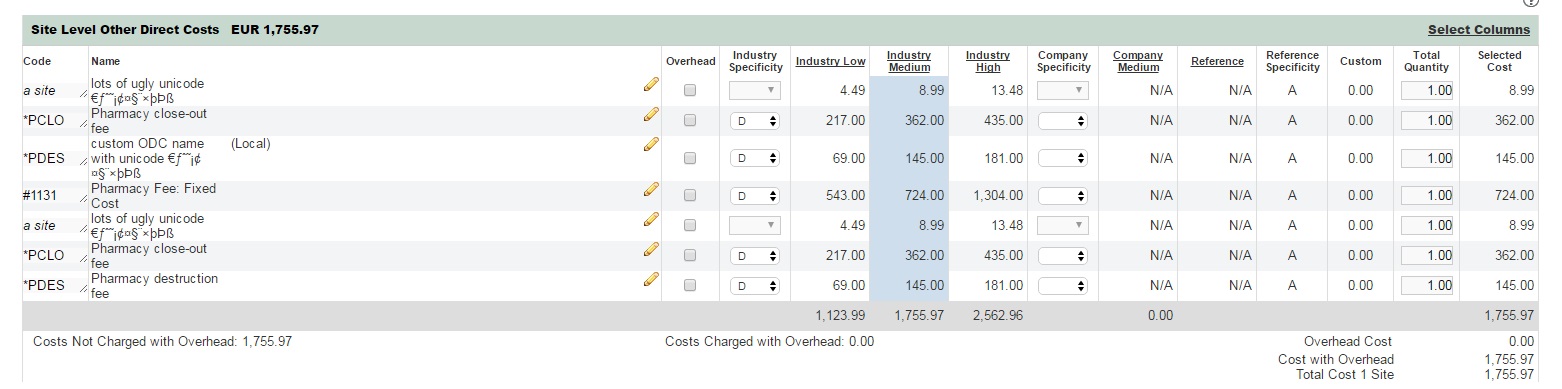 Site Level Other Direct Costs EUR 1,755.97 Select Columns
Code Name Overhead Industry Specificity Industry Low Industry Medium Industry High Company Specificity Company Medium Reference Reference Specificity Custom Total Quantity Selected Cost
a site lots of ugly unicode 4.49 8.99 13.48 N/A N/A A 0.00 1.00 8.99
*PCLO Pharmacy close-out fee D 217.00 362.00 435.00 N/A N/A A 0.00 1.00 362.00
*PDES custom ODC name with unicode (Local) D 69.00 145.00 181.00 N/A N/A A 0.00 1.00 145.00
#1131 Pharmacy Fee: Fixed Cost D 543.00 724.00 1,304.00 N/A N/A A 0.00 1.00 724.00
a site lots of ugly unicode 4.49 8.99 13.48 N/A N/A A 0.00 1.00 8.99
*PCLO Pharmacy close-out fee D 217.00 362.00 435.00 N/A N/A A 0.00 1.00 362.00
*PDES Pharmacy destruction fee D 69.00 145.00 181.00 N/A N/A A 0.00 1.00 145.00
1,123.99 1,755.97 2,562.96 0.00 1,755.97
Costs Not Charged with Overhead: 1,755.97 Costs Charged with Overhead: 0.00 Overhead Cost 0.00
Cost with Overhead 1,755.97
Total Cost 1 Site 1,755.97